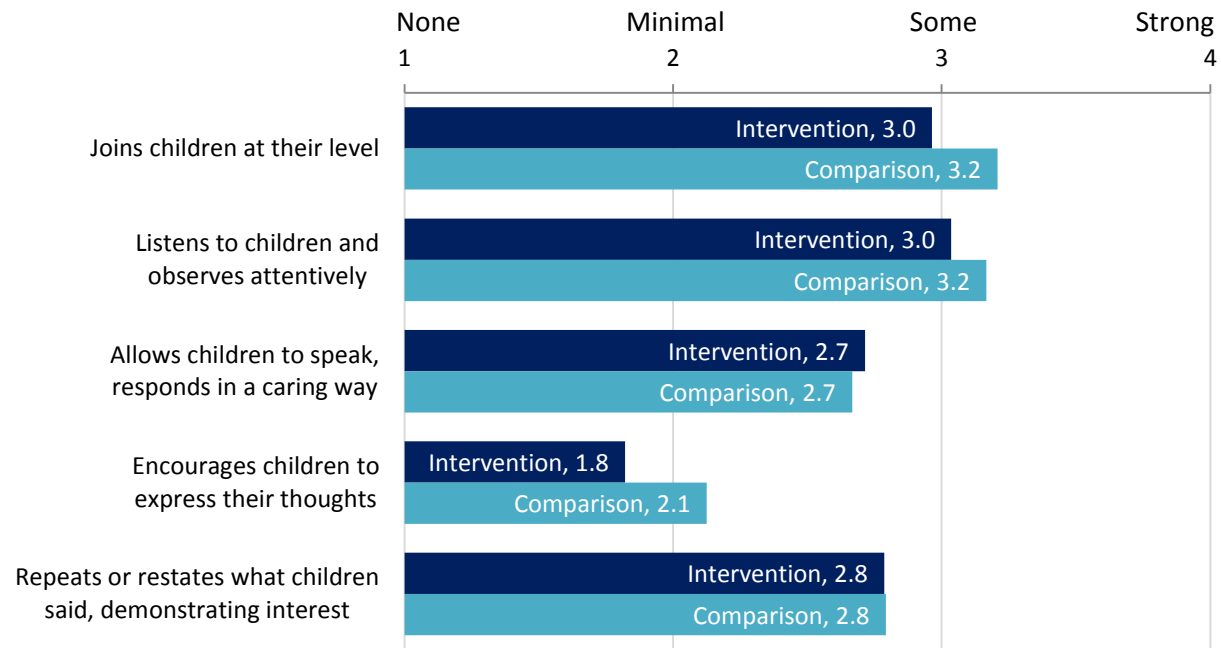 None Minimal Some Strong
1 2 3 4
Joins children at their level
Intervention, 3.0
Comparison, 3.2
Listens to children and
observes attentively
Intervention, 3.0
Comparison, 3.2
Allows children to speak,
responds in a caring way
Intervention, 2.7
Comparison, 2.7
Encourages children to
express their thoughts
Intervention, 1.8
Comparison, 2.1
Repeats or restates what children
said, demonstrating interest
Intervention, 2.8
Comparison, 2.8